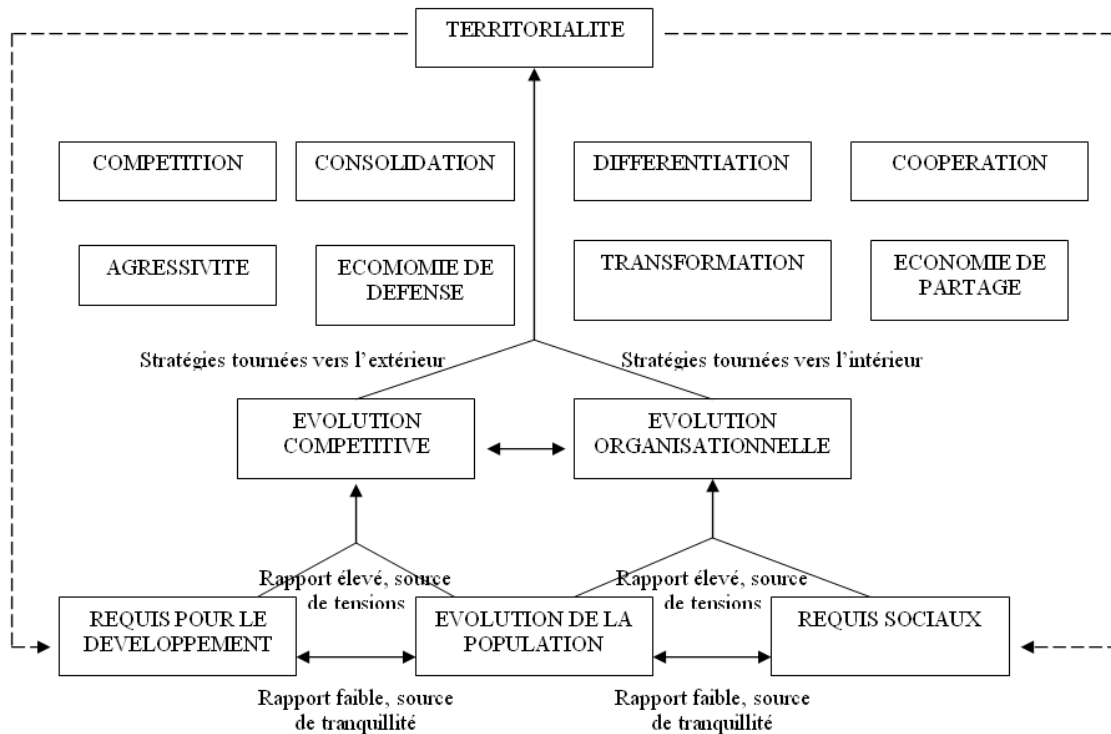 TERRITORIALITE
COMPETITION
CONSOLIDATION
DIFFERENTIATION
COOPERATION
AGRESSIVITE
ECOMOMIE DE
DEFENSE
TRANSFORMATION
ECONOMIE DE
PARTAGE
Stratégies tournées vers l'extérieur
Stratégies tournées vers l'intérieur
EVOLUTION
COMPETITIVE
EVOLUTION
ORGANISATIONNELLE
Rapport élevé, source
de tensions
Rapport élevé, source
de tensions
REQUIS POUR LE
DEVELOPPEMENT
EVOLUTION DE LA
POPULATION
REQUIS SOCIAUX
Rapport faible, source
de tranquillité
Rapport faible, source
de tranquillité